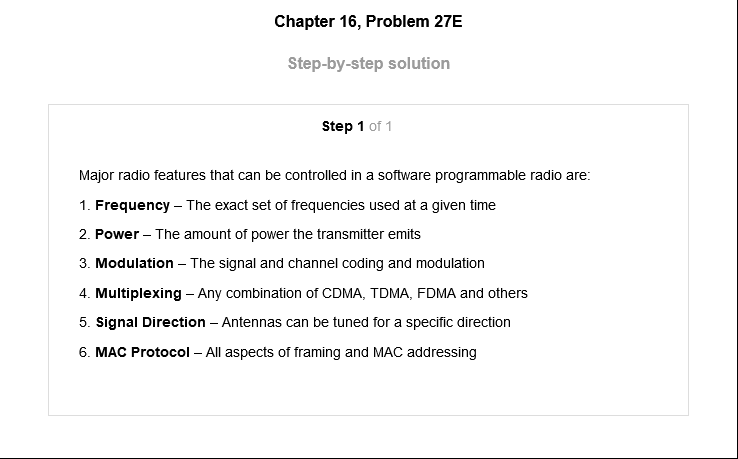 Chapter 16, Problem 27E
Step-by-step solution
Step 1 of 1
Major radio features that can be controlled in a software programmable radio are:
1. Frequency – The exact set of frequencies used at a given time
2. Power – The amount of power the transmitter emits
3. Modulation – The signal and channel coding and modulation
4. Multiplexing – Any combination of CDMA, TDMA, FDMA and others
5. Signal Direction – Antennas can be tuned for a specific direction
6. MAC Protocol – All aspects of framing and MAC addressing